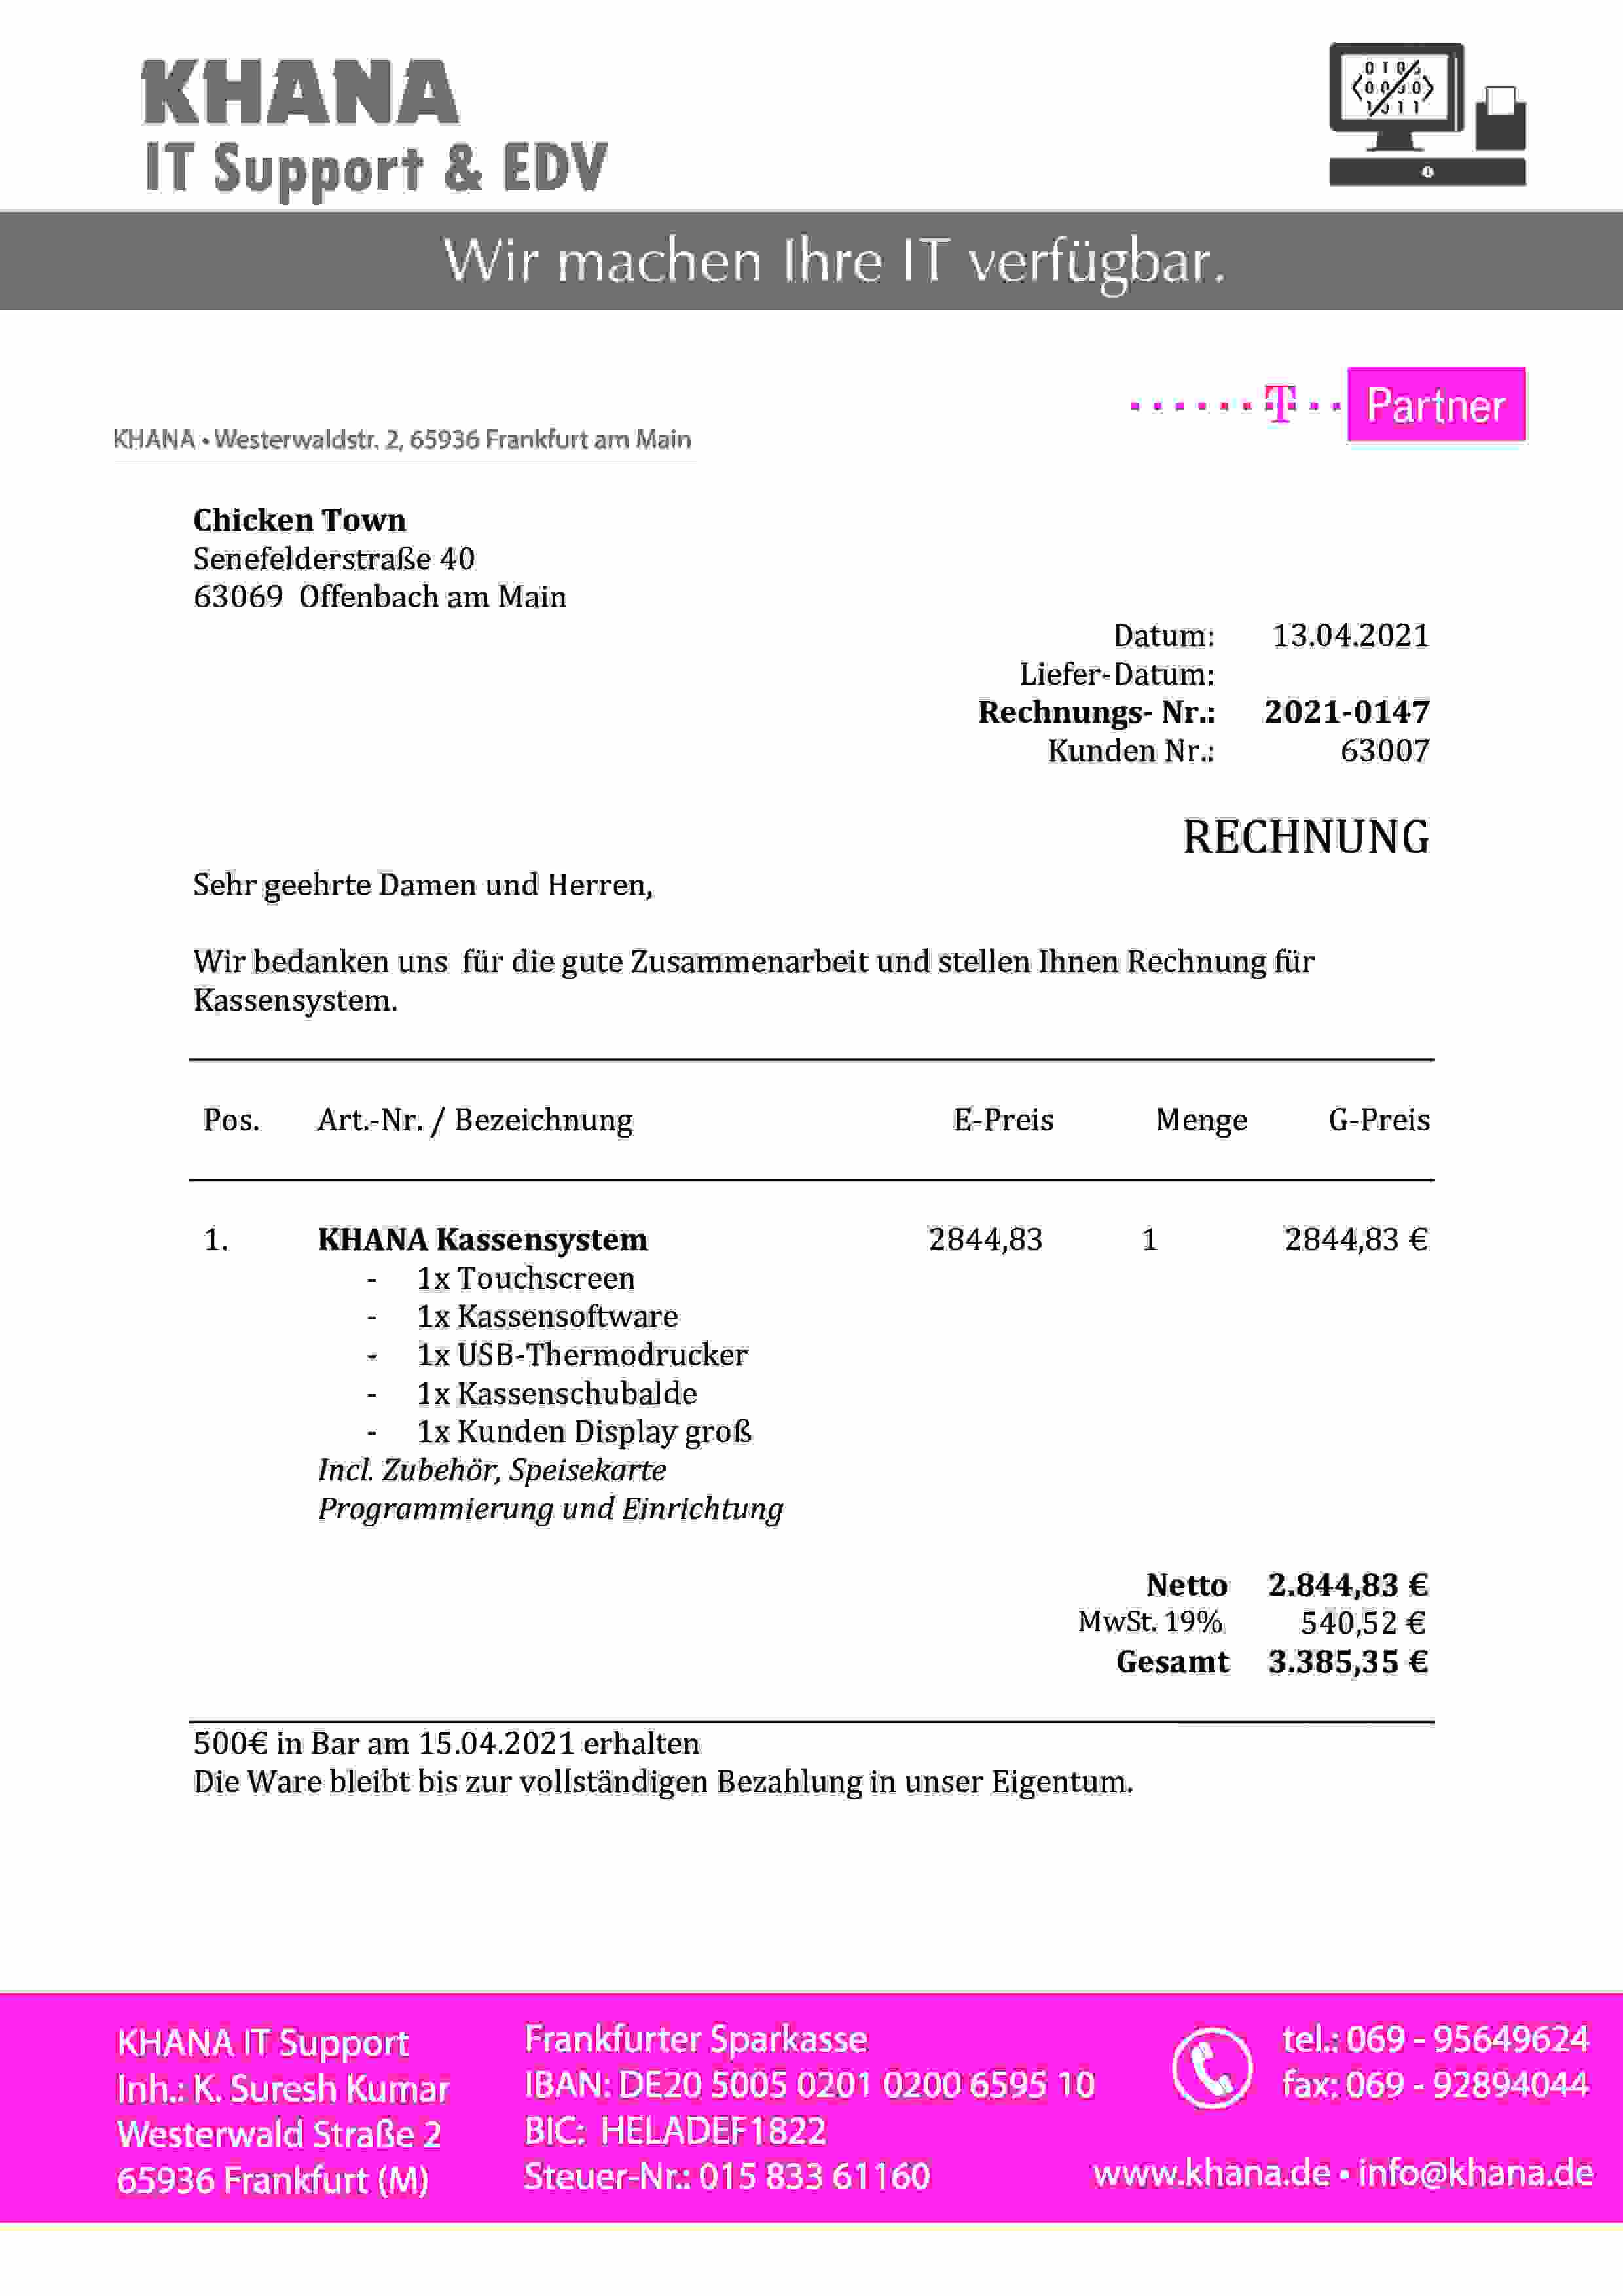 KHANA
IT Support & EDV
Wir machen Ihre IT verfügbar.
T Partner
KHANA • Westerwaldstr. 2, 65936 Frankfurt am Main
Chicken Town
Senefelderstraße 40
63069 Offenbach am Main
Datum: 13.04.2021
Liefer-Datum:
Rechnungs- Nr.: 2021-0147
Kunden Nr.: 63007
RECHNUNG
Sehr geehrte Damen und Herren,
Wir bedanken uns für die gute Zusammenarbeit und stellen Ihnen Rechnung für
Kassensystem.
Pos. Art.-Nr. / Bezeichnung E-Preis Menge G-Preis
1. KHANA Kassensystem 2844,83 1 2844,83 €
- 1x Touchscreen
- 1x Kassensoftware
- 1x USB-Thermodrucker
- 1x Kassenschubalde
- 1x Kunden Display groß
Incl. Zubehör, Speisekarte
Programmierung und Einrichtung
Netto 2.844,83 €
MwSt. 19% 540,52 €
Gesamt 3.385,35 €
500€ in Bar am 15.04.2021 erhalten
Die Ware bleibt bis zur vollständigen Bezahlung in unser Eigentum.
KHANA IT Support
Inh.: K. Suresh Kumar
Westerwald Straße 2
65936 Frankfurt (M)
Frankfurter Sparkasse
IBAN: DE20 5005 0201 0200 6595 10
BIC: HELADEF1822
Steuer-Nr.: 015 833 61160
tel.: 069 - 95649624
fax: 069 - 92894044
www.khana.de • info@khana.de